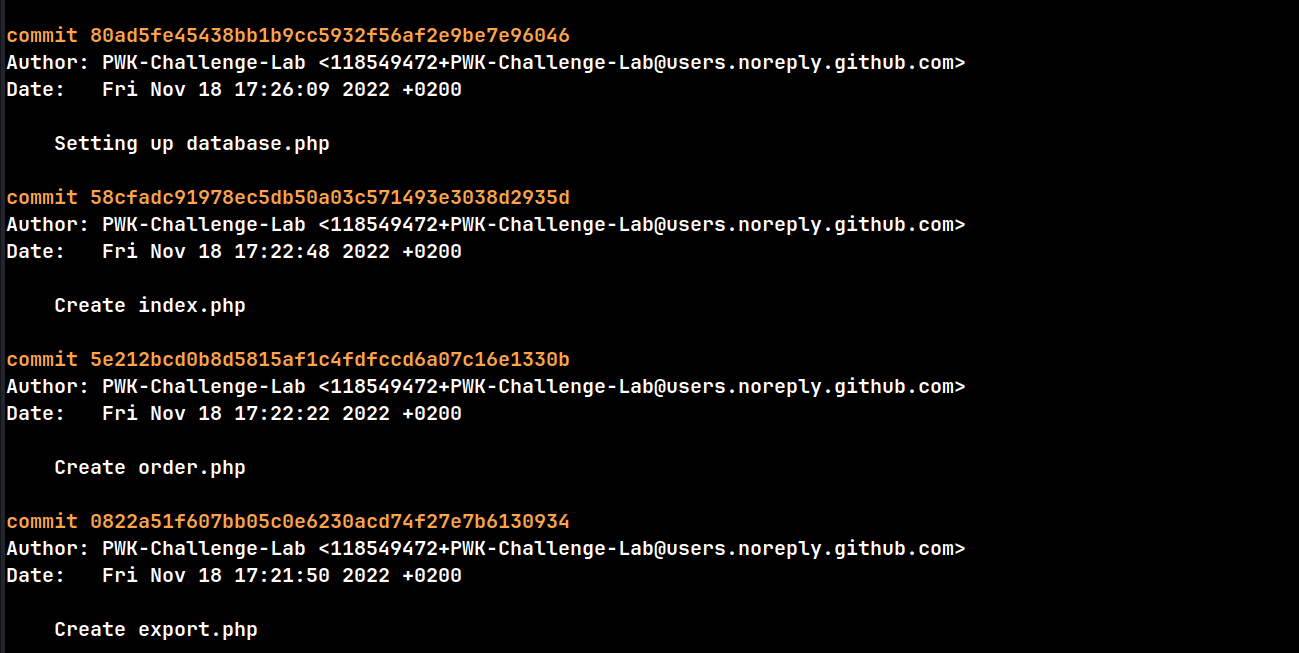 commit 80ad5fe45438bb1b9cc5932f56af2e9be7e96046
Author: PWK-Challenge-Lab <118549472+PWK-Challenge-Lab@users.noreply.github.com>
Date:   Fri Nov 18 17:26:09 2022 +0200
    Setting up database.php
commit 58cfadc91978ec5db50a03c571493e3038d2935d
Author: PWK-Challenge-Lab <118549472+PWK-Challenge-Lab@users.noreply.github.com>
Date:   Fri Nov 18 17:22:48 2022 +0200
    Create index.php
commit 5e212bcd0b8d5815af1c4fdfccd6a07c16e1330b
Author: PWK-Challenge-Lab <118549472+PWK-Challenge-Lab@users.noreply.github.com>
Date:   Fri Nov 18 17:22:22 2022 +0200
    Create order.php
commit 0822a51f607bb05c0e6230acd74f27e7b6130934
Author: PWK-Challenge-Lab <118549472+PWK-Challenge-Lab@users.noreply.github.com>
Date:   Fri Nov 18 17:21:50 2022 +0200
    Create export.php